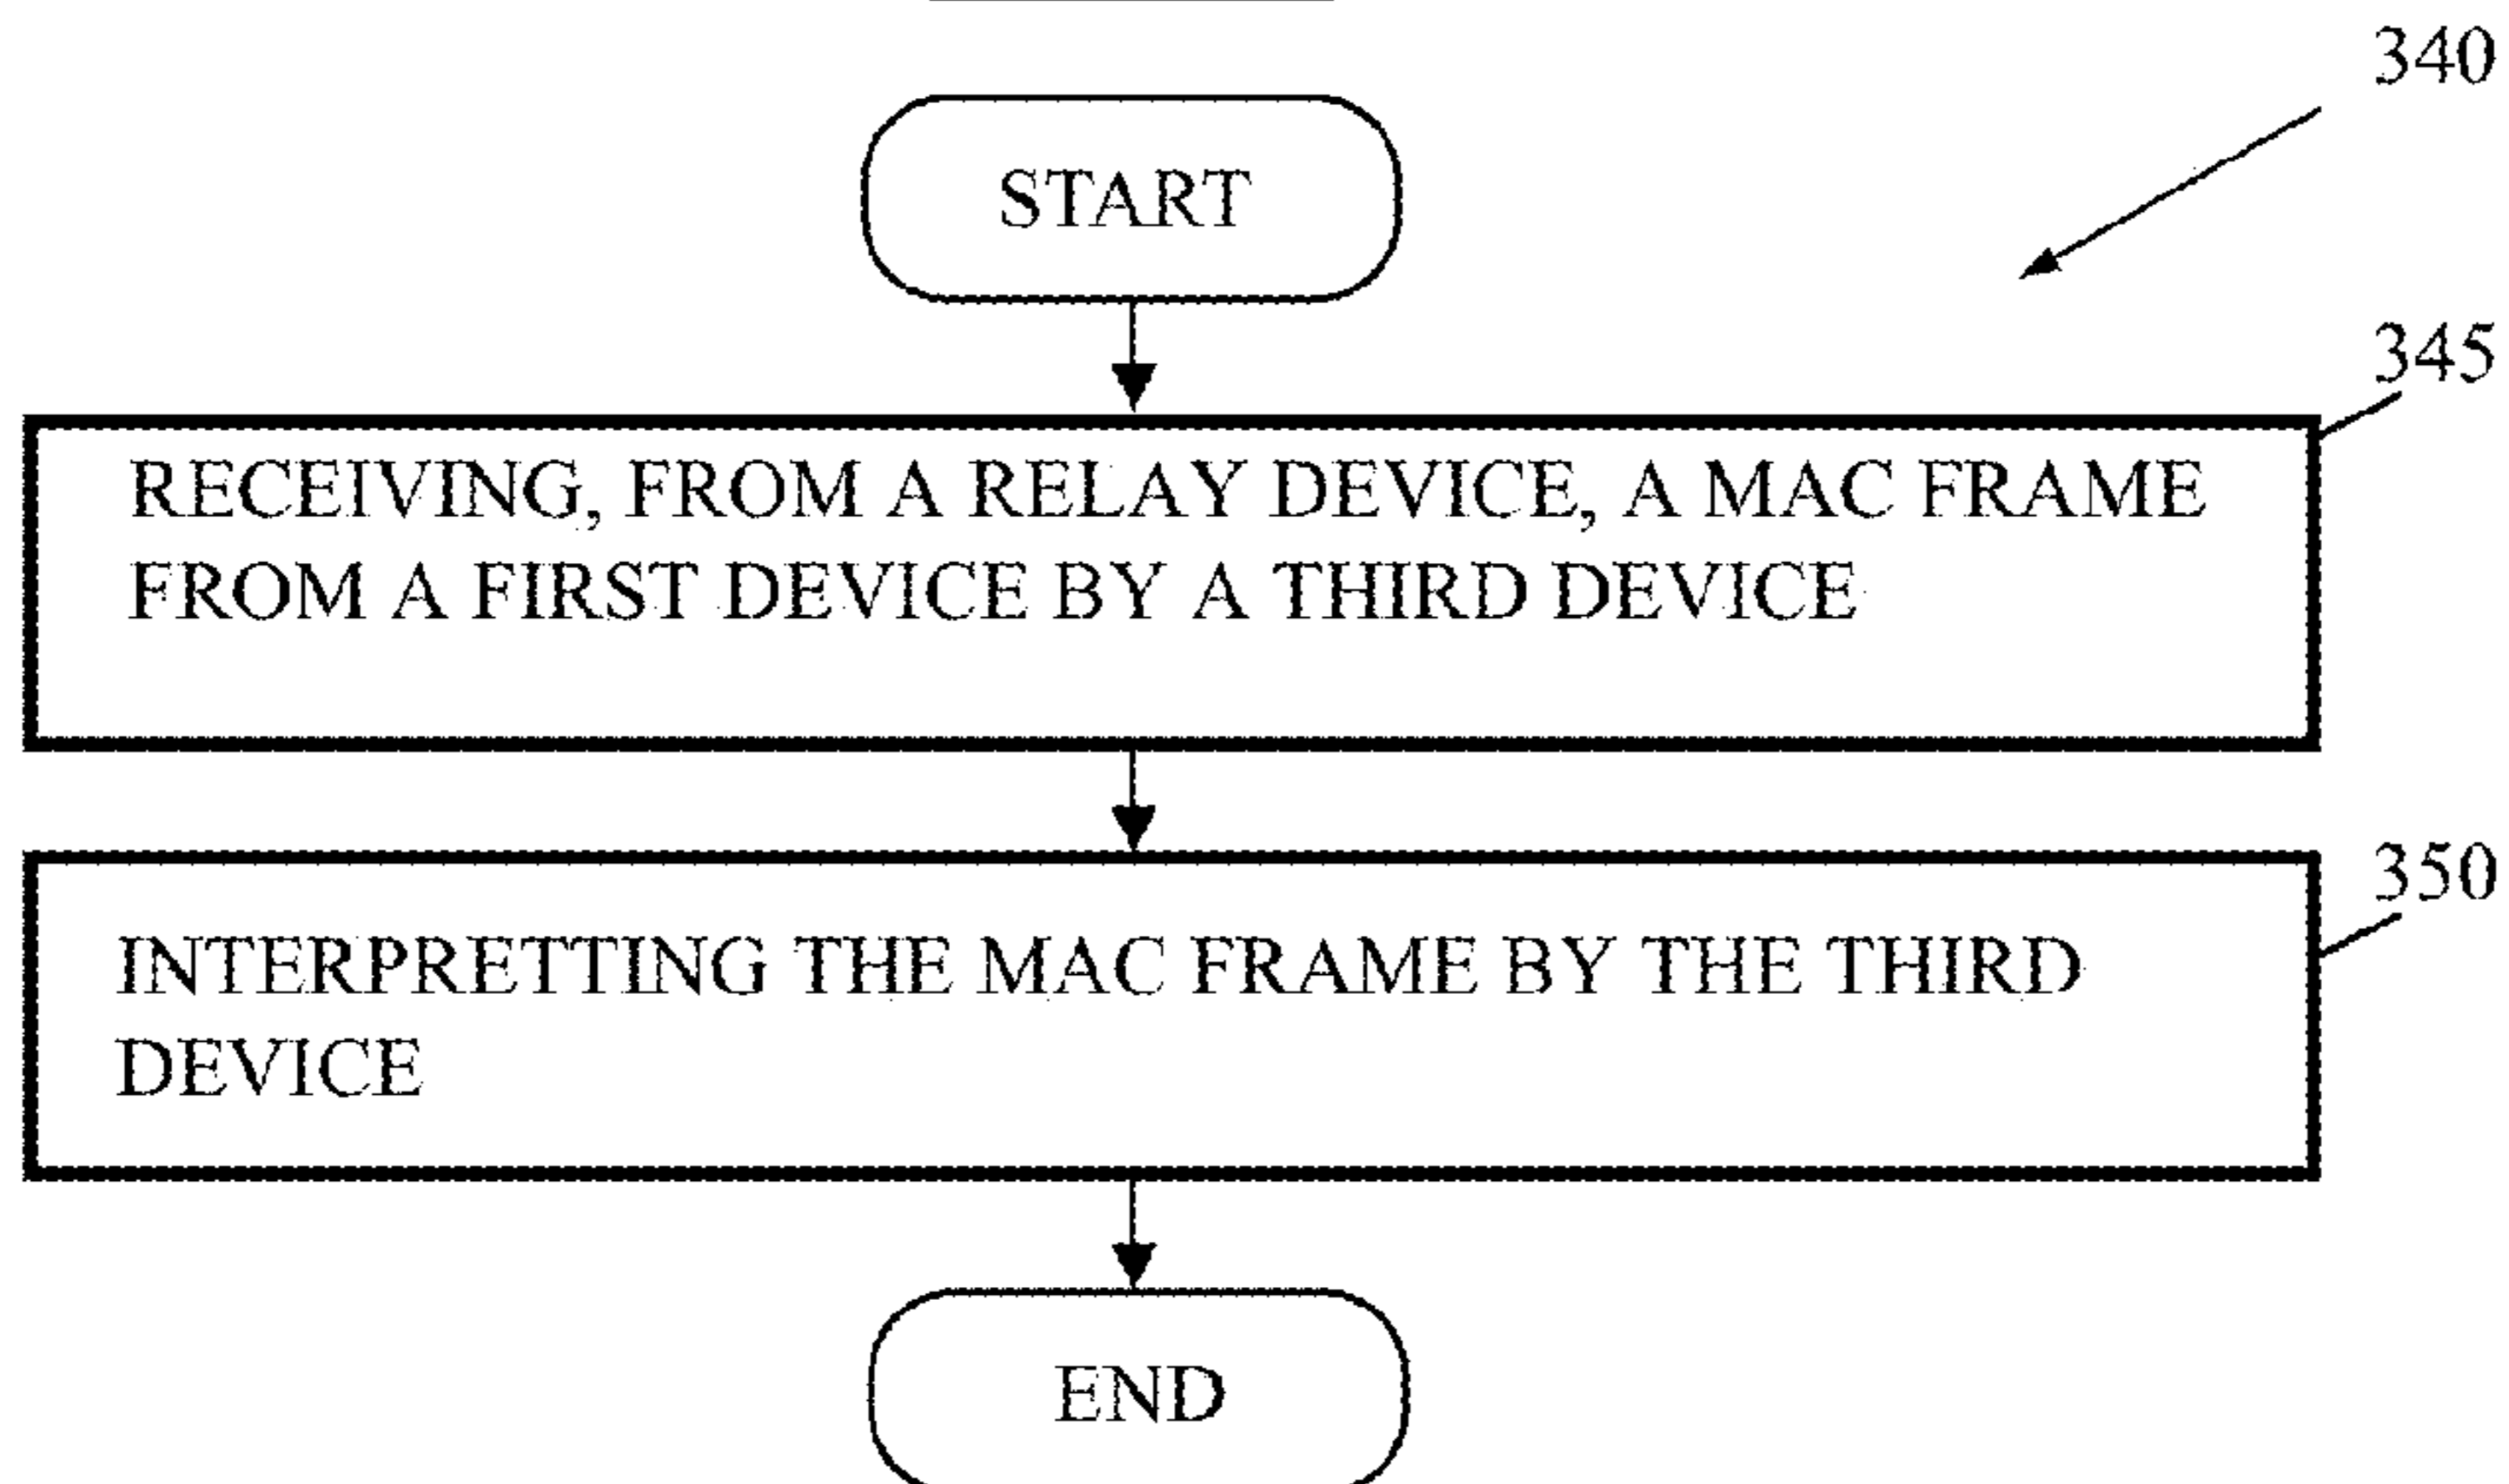 340
START
345
RECEIVING, FROM A RELAY DEVICE, A MAC FRAME
FROM A FIRST DEVICE BY A THIRD DEVICE
350
INTERPRETTING THE MAC FRAME BY THE THIRD
DEVICE
END